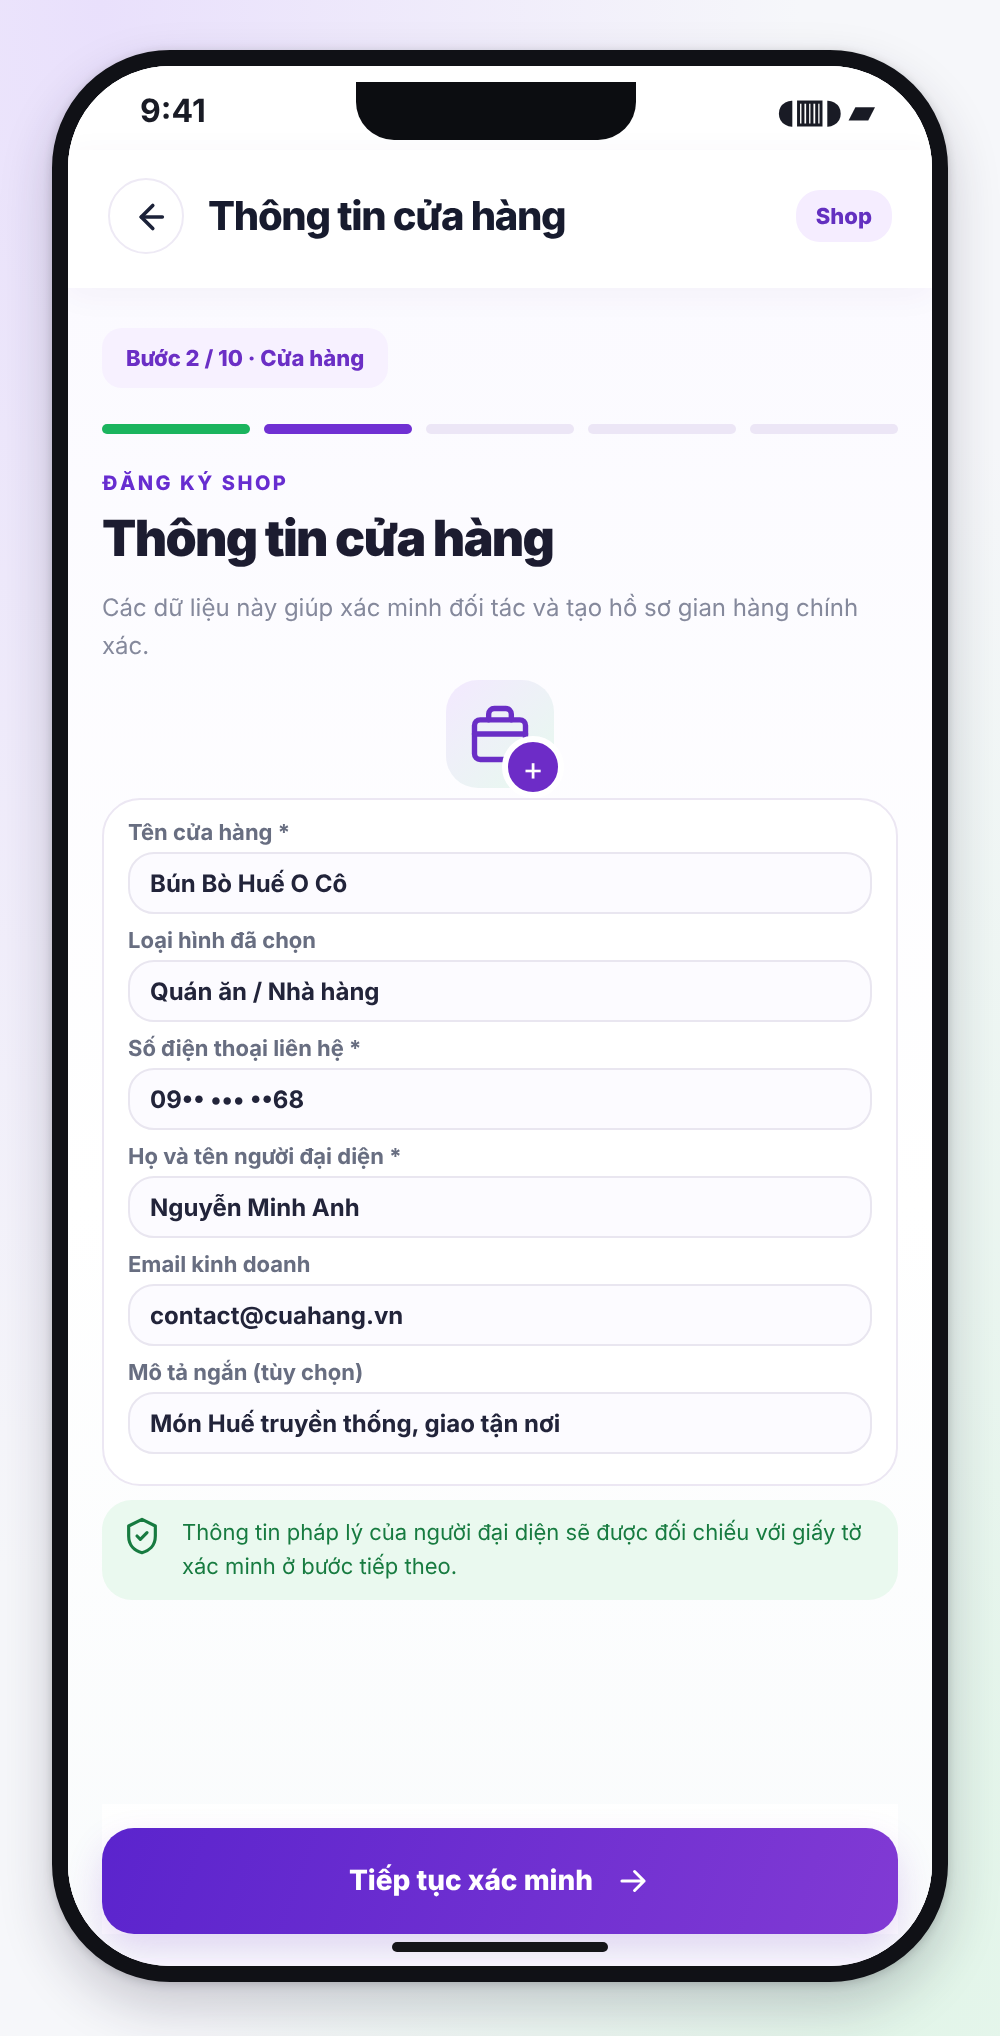 9:41
Thông tin cửa hàng
Shop
Bước 2 / 10 · Cửa hàng
ĐĂNG KÝ SHOP
Thông tin cửa hàng
Các dữ liệu này giúp xác minh đối tác và tạo hồ sơ gian hàng chính
xác.
+
Tên cửa hàng *
Bún Bò Huế O Cô
Loại hình đã chọn
Quán ăn / Nhà hàng
Số điện thoại liên hệ *
09•• ••• ••68
Họ và tên người đại diện *
Nguyễn Minh Anh
Email kinh doanh
contact@cuahang.vn
Mô tả ngắn (tùy chọn)
Món Huế truyền thống, giao tận nơi
Thông tin pháp lý của người đại diện sẽ được đối chiếu với giấy tờ
xác minh ở bước tiếp theo.
Tiếp tục xác minh →